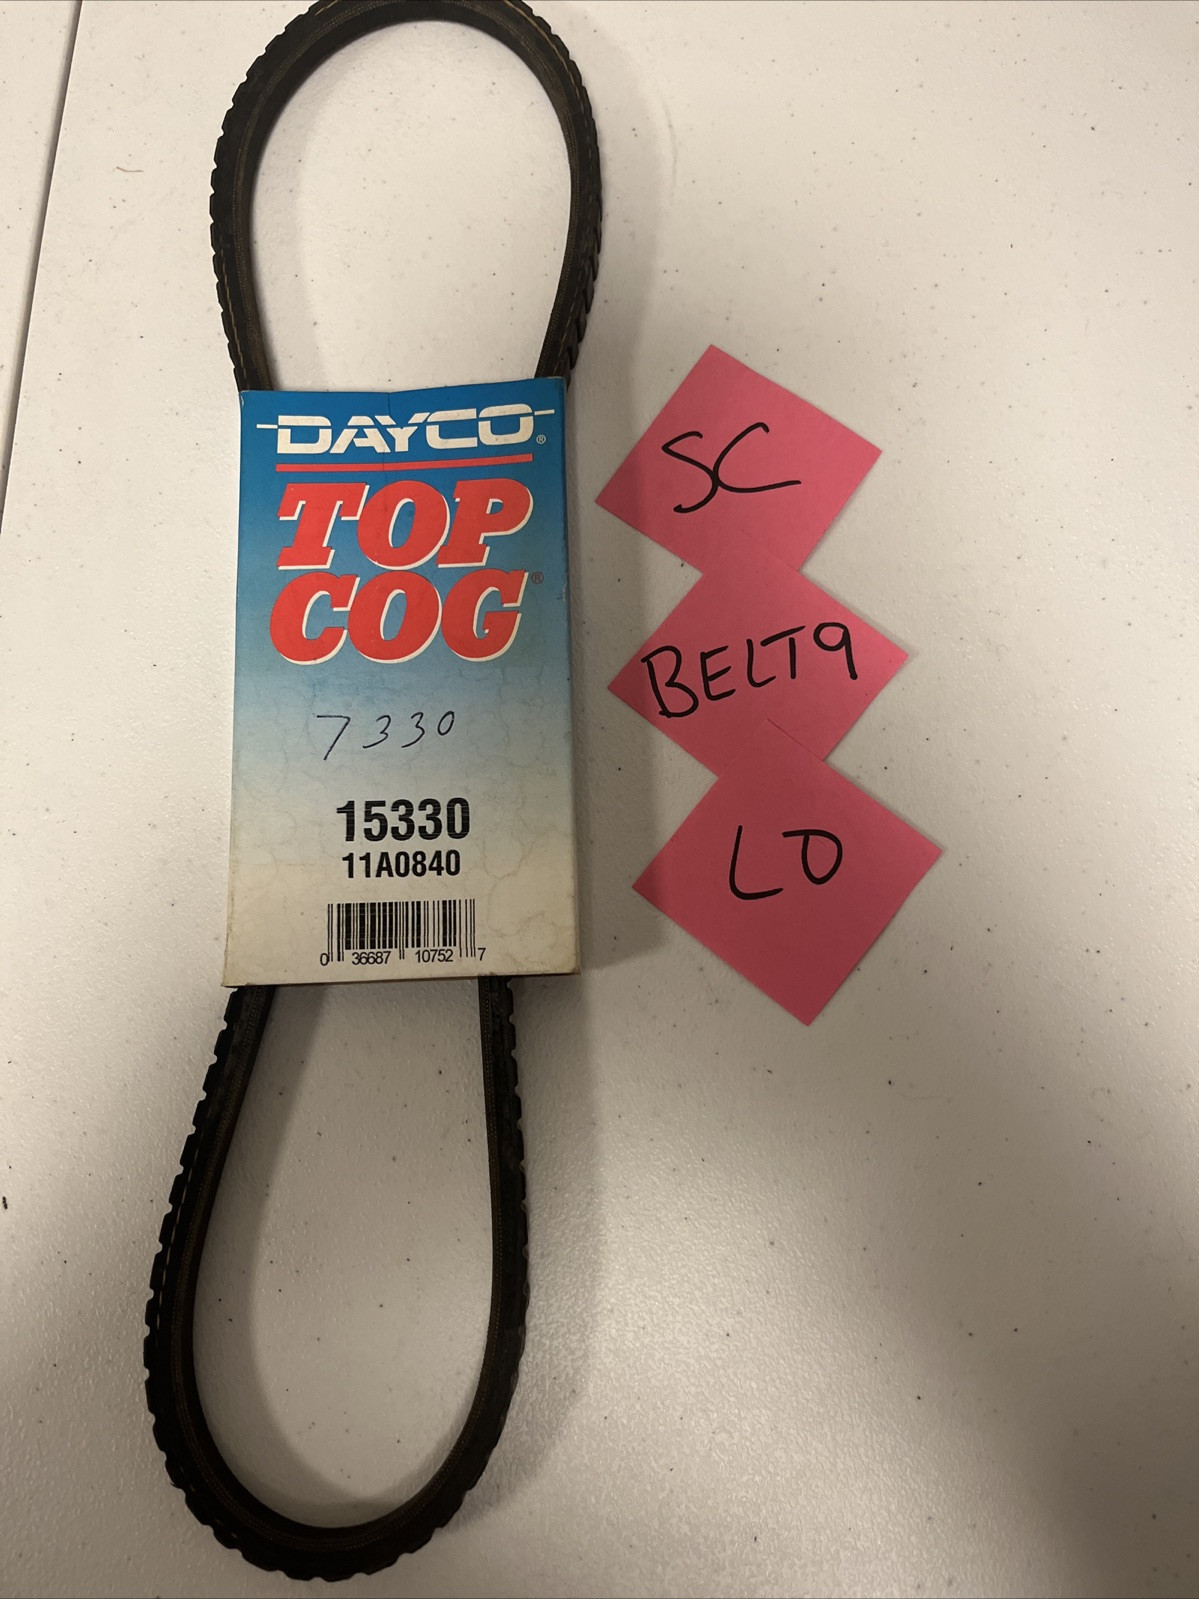 DAYCO®
TOP
COG®
7330
15330
11A0840
0 36687 10752 7
SC
BELT9
LO